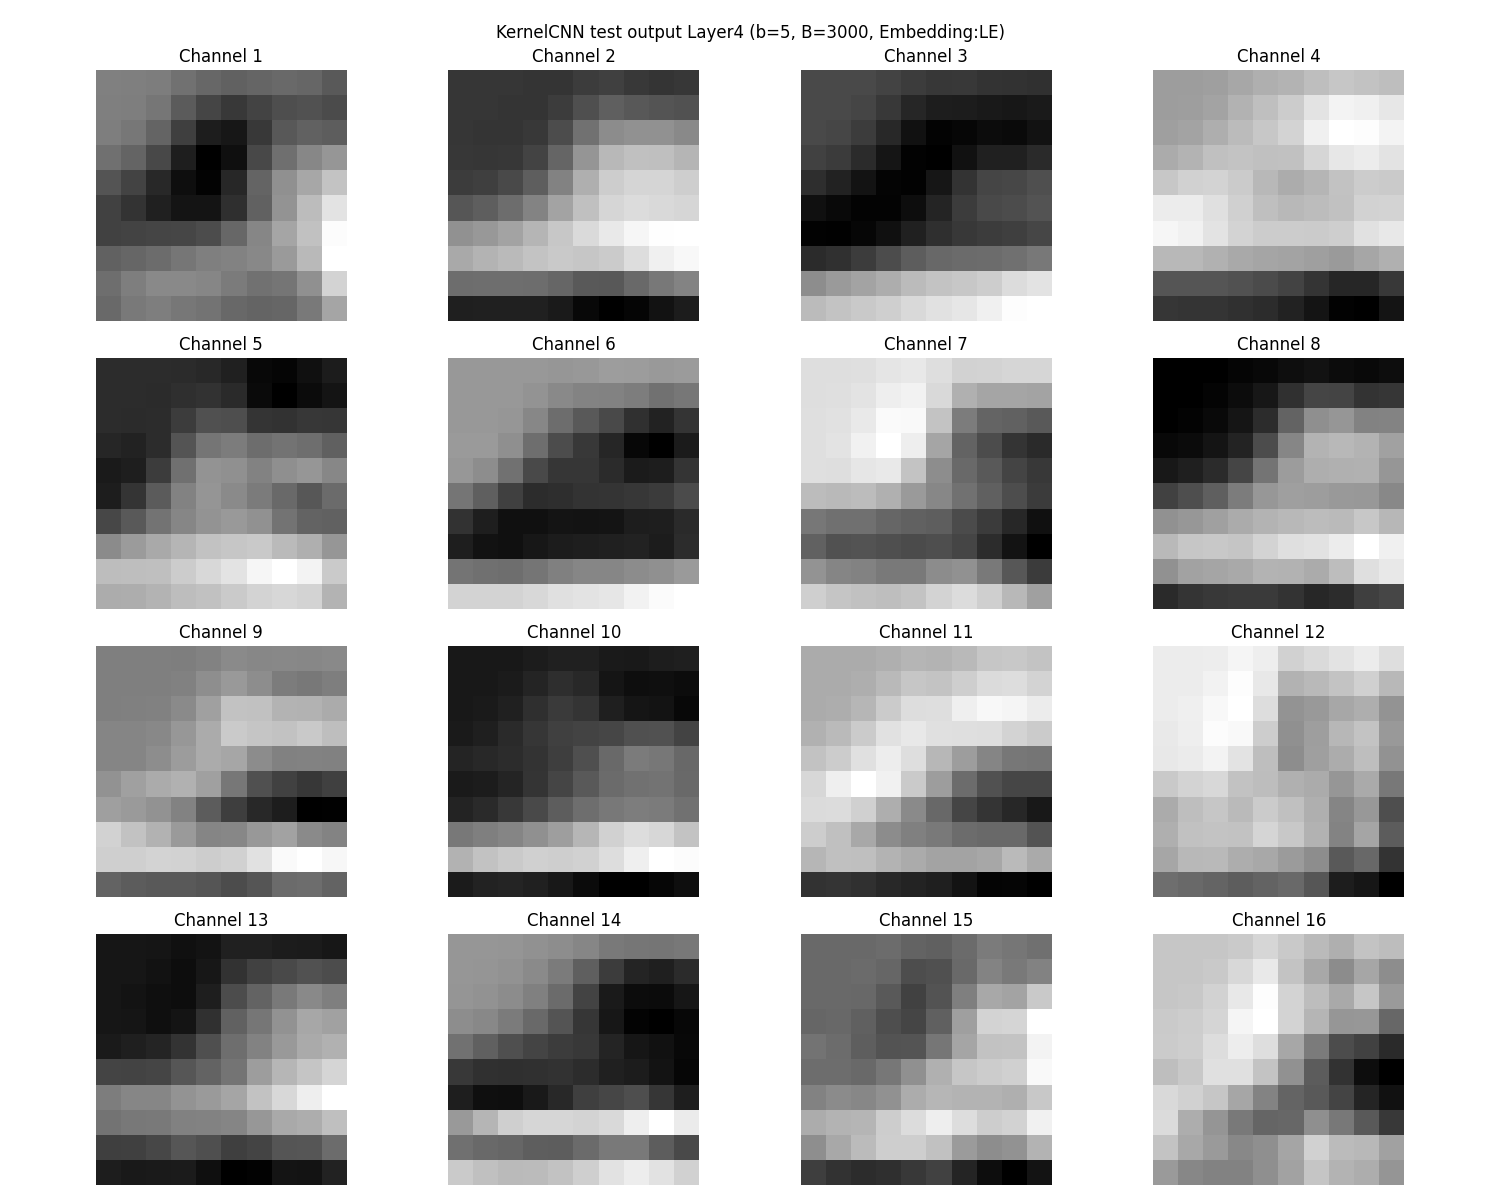 KernelCNN test output Layer4 (b=5, B=3000, Embedding:LE)
Channel 1
Channel 2
Channel 3
Channel 4
Channel 5
Channel 6
Channel 7
Channel 8
Channel 9
Channel 10
Channel 11
Channel 12
Channel 13
Channel 14
Channel 15
Channel 16